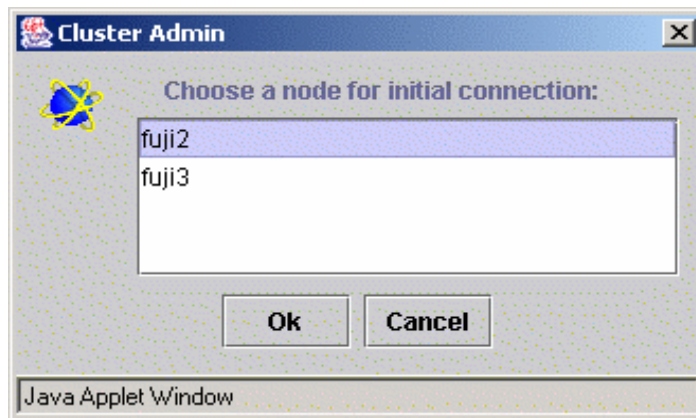 Cluster Admin
Choose a node for initial connection:
fuji2
fuji3
Ok Cancel
Java Applet Window